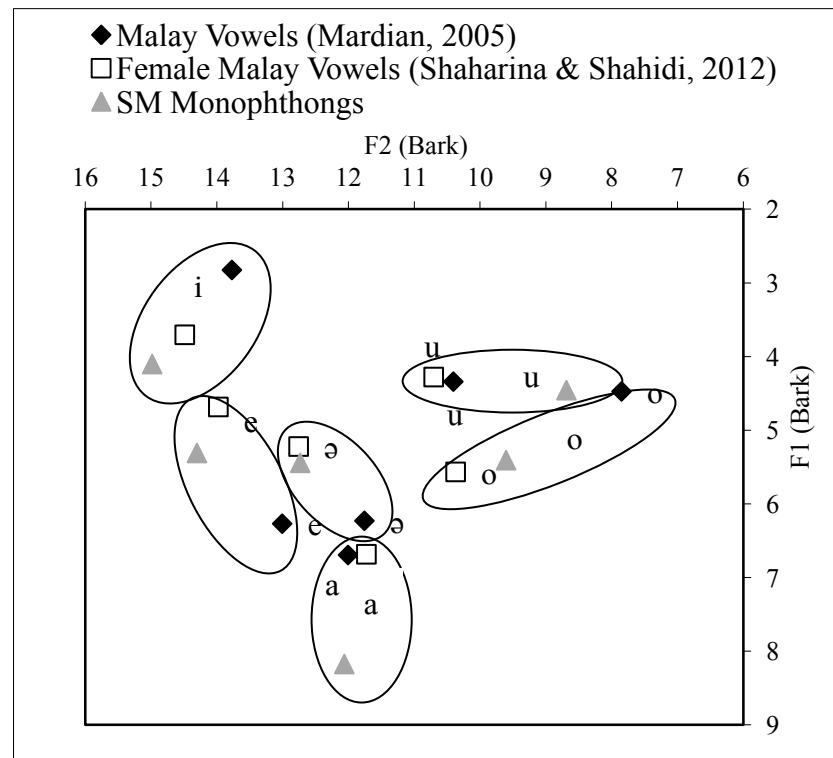 Malay Vowels (Mardian, 2005)
Female Malay Vowels (Shaharina & Shahidi, 2012)
SM Monophthongs
F2 (Bark)
16 15 14 13 12 11 10 9 8 7 6
2
3
4
5
6
7
8
9
F1 (Bark)
i
u
u
u
o
o
o
e
ə
e
ə
a
a